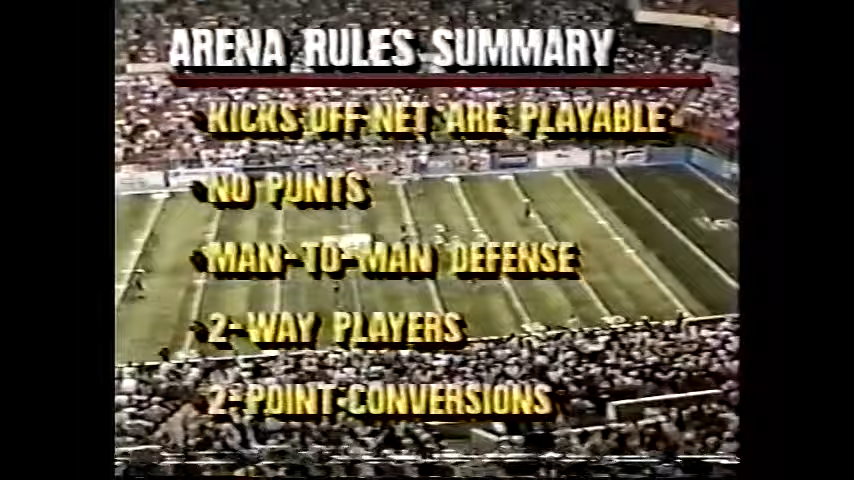 ARENA RULES SUMMARY
KICKS OFF NET ARE PLAYABLE
NO PUNTS
MAN-TO-MAN DEFENSE
2-WAY PLAYERS
2-POINT CONVERSIONS